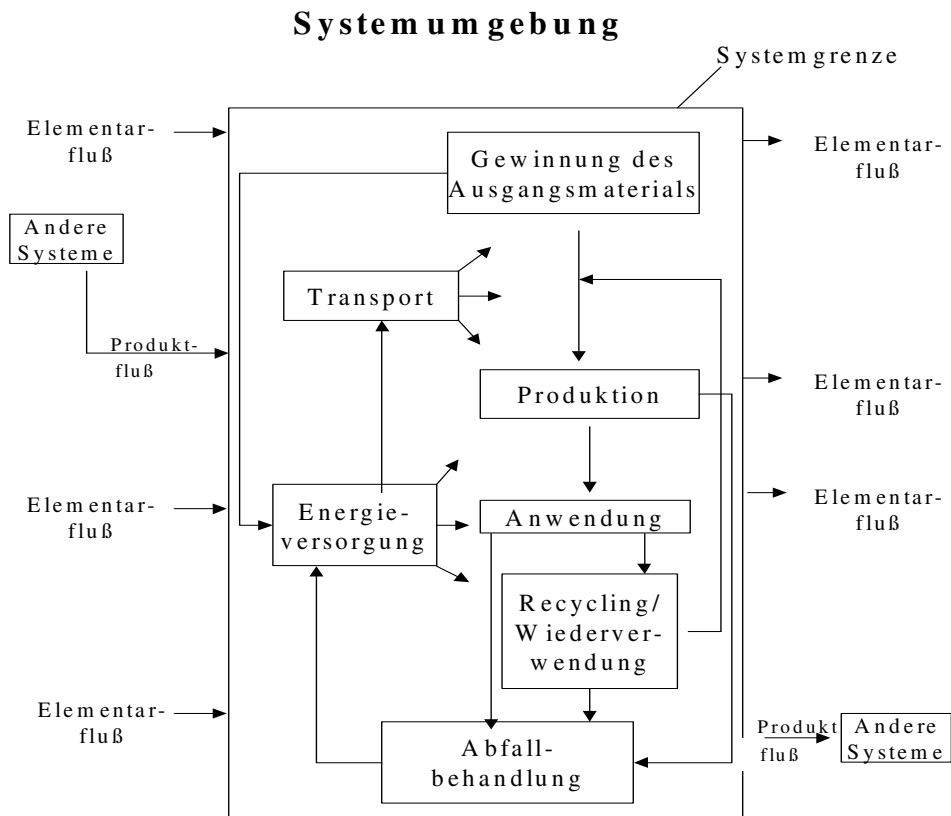 Systemumgebung
Systemgrenze
Elementar-
fluß
Gewinnung des
Ausgangsmaterials
Elementar-
fluß
Andere
Systeme
Transport
Produkt-
fluß
Produktion
Elementar-
fluß
Elementar-
fluß
Energie-
versorgung
Anwendung
Elementar-
fluß
Recycling/
Wiederver-
wendung
Elementar-
fluß
Abfall-
behandlung
Produkt
fluß
Andere
Systeme